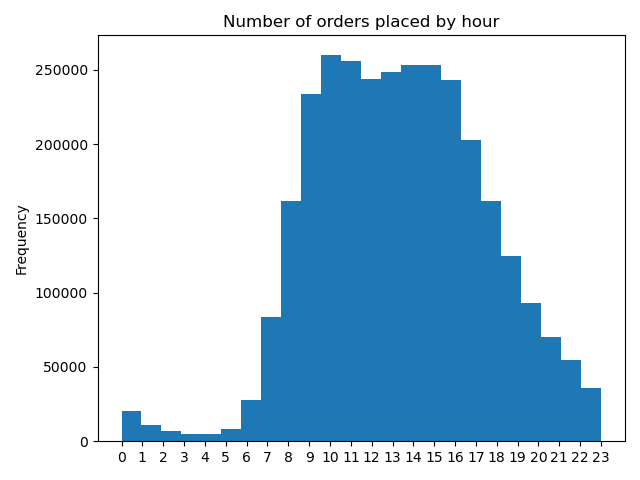 Number of orders placed by hour
250000
200000
150000
100000
50000
0
Frequency
0 1 2 3 4 5 6 7 8 9 10 11 12 13 14 15 16 17 18 19 20 21 22 23